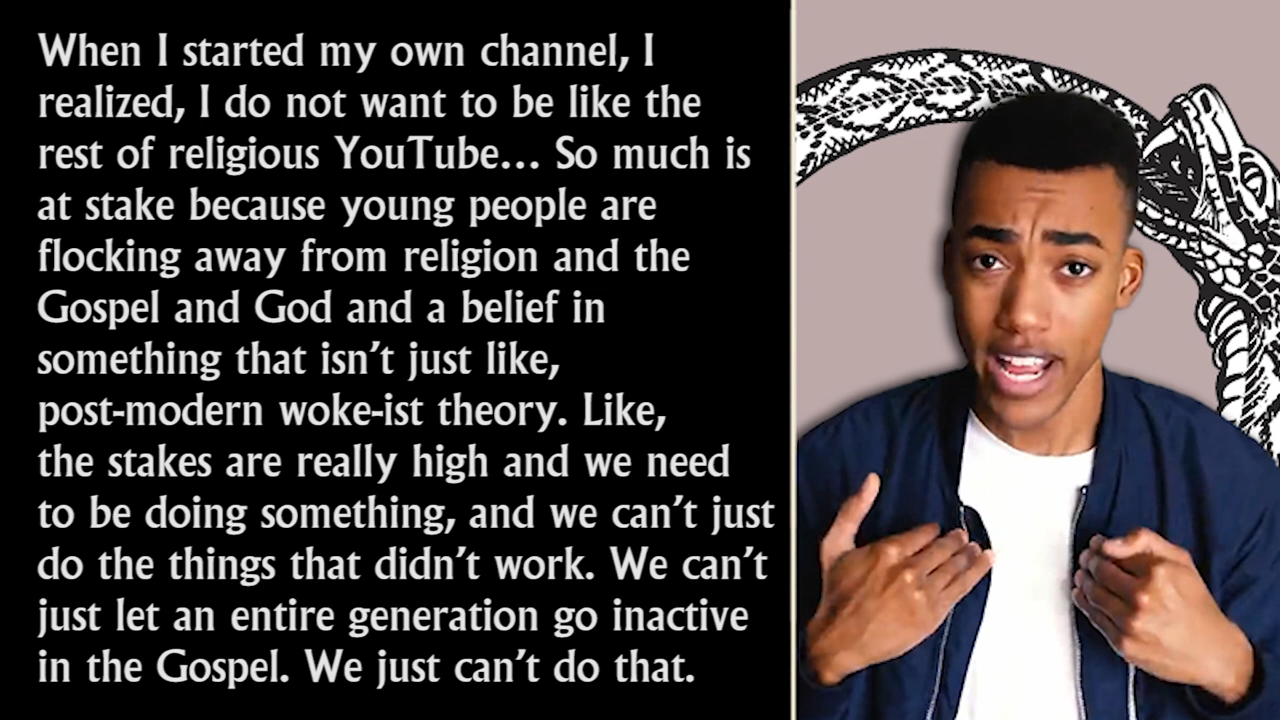 When I started my own channel, I
realized, I do not want to be like the
rest of religious YouTube... So much is
at stake because young people are
flocking away from religion and the
Gospel and God and a belief in
something that isn’t just like,
post-modern woke-ist theory. Like,
the stakes are really high and we need
to be doing something, and we can’t just
do the things that didn’t work. We can’t
just let an entire generation go inactive
in the Gospel. We just can’t do that.